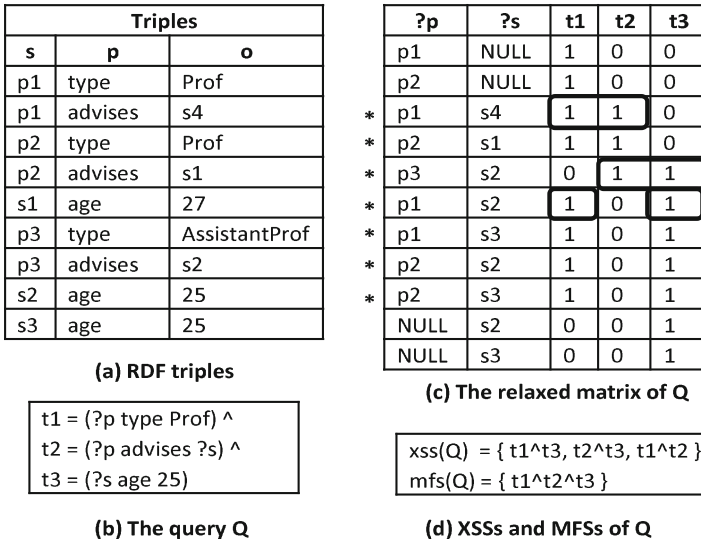 Triples
s p o
p1 type Prof
p1 advises s4
p2 type Prof
p2 advises s1
s1 age 27
p3 type AssistantProf
p3 advises s2
s2 age 25
s3 age 25
(a) RDF triples
t1 = (?p type Prof) ^
t2 = (?p advises ?s) ^
t3 = (?s age 25)
(b) The query Q
?p ?s t1 t2 t3
p1 NULL 1 0 0
p2 NULL 1 0 0
* p1 s4 1 1 0
* p2 s1 1 1 0
* p3 s2 0 1 1
* p1 s2 1 0 1
* p1 s3 1 0 1
* p2 s2 1 0 1
* p2 s3 1 0 1
NULL s2 0 0 1
NULL s3 0 0 1
(c) The relaxed matrix of Q
xss(Q) = { t1^t3, t2^t3, t1^t2 }
mfs(Q) = { t1^t2^t3 }
(d) XSSs and MFSs of Q